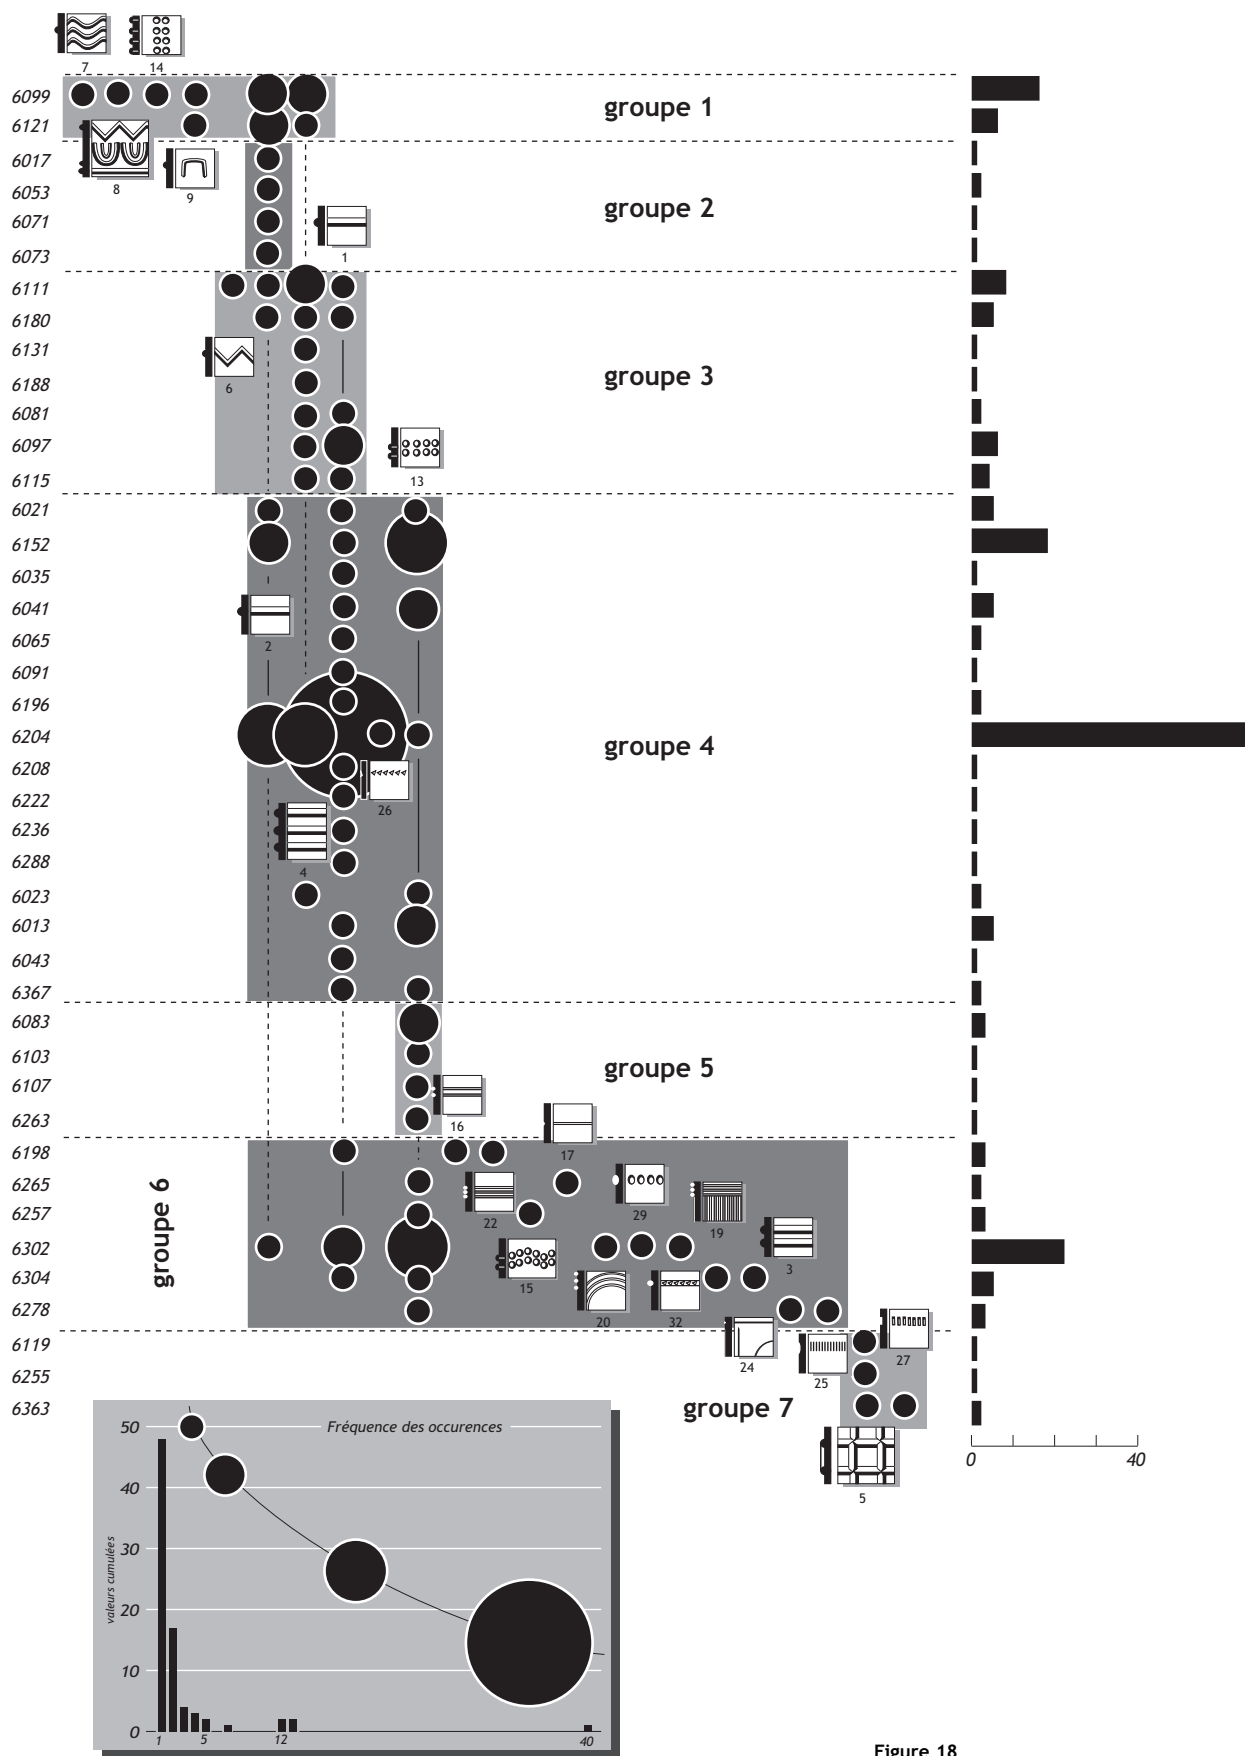 7 14
6099 groupe 1
6121
8 9
6017
6053 groupe 2
6071
6073 1
6111
6180
6131
6188 groupe 3
6 
6081
6097
6115 13
6021
6152
6035
6041
6065 2
6091
6196
6204 groupe 4
6208
6222 26
6236
6288 4
6023
6013
6043
6367
6083
6103 groupe 5
6107
6263 16
17
6198
6265
6257 22 29 19
6302 groupe 6
6304 15 3
6278 20 32
6119 24 25 27
6255
6363 groupe 7
0 40
5
Fréquence des occurences
valeurs cumulées
50
40
30
20
10
0
1 5 12 40
Figure 18